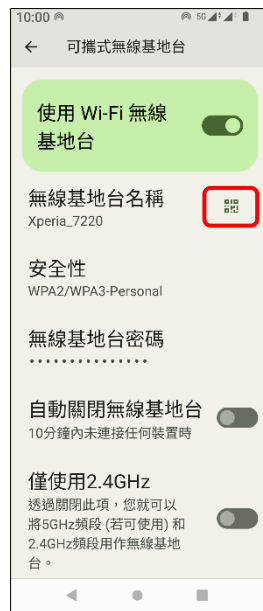 10:00 5G
可攜式無線基地台
使用 Wi-Fi 無線
基地台
無線基地台名稱
Xperia_7220
安全性
WPA2/WPA3-Personal
無線基地台密碼
•••••••••••••••
自動關閉無線基地台
10分鐘內未連接任何裝置時
僅使用2.4GHz
透過關閉此項，您就可以
將5GHz頻段 (若可使用) 和
2.4GHz頻段用作無線基地
台。